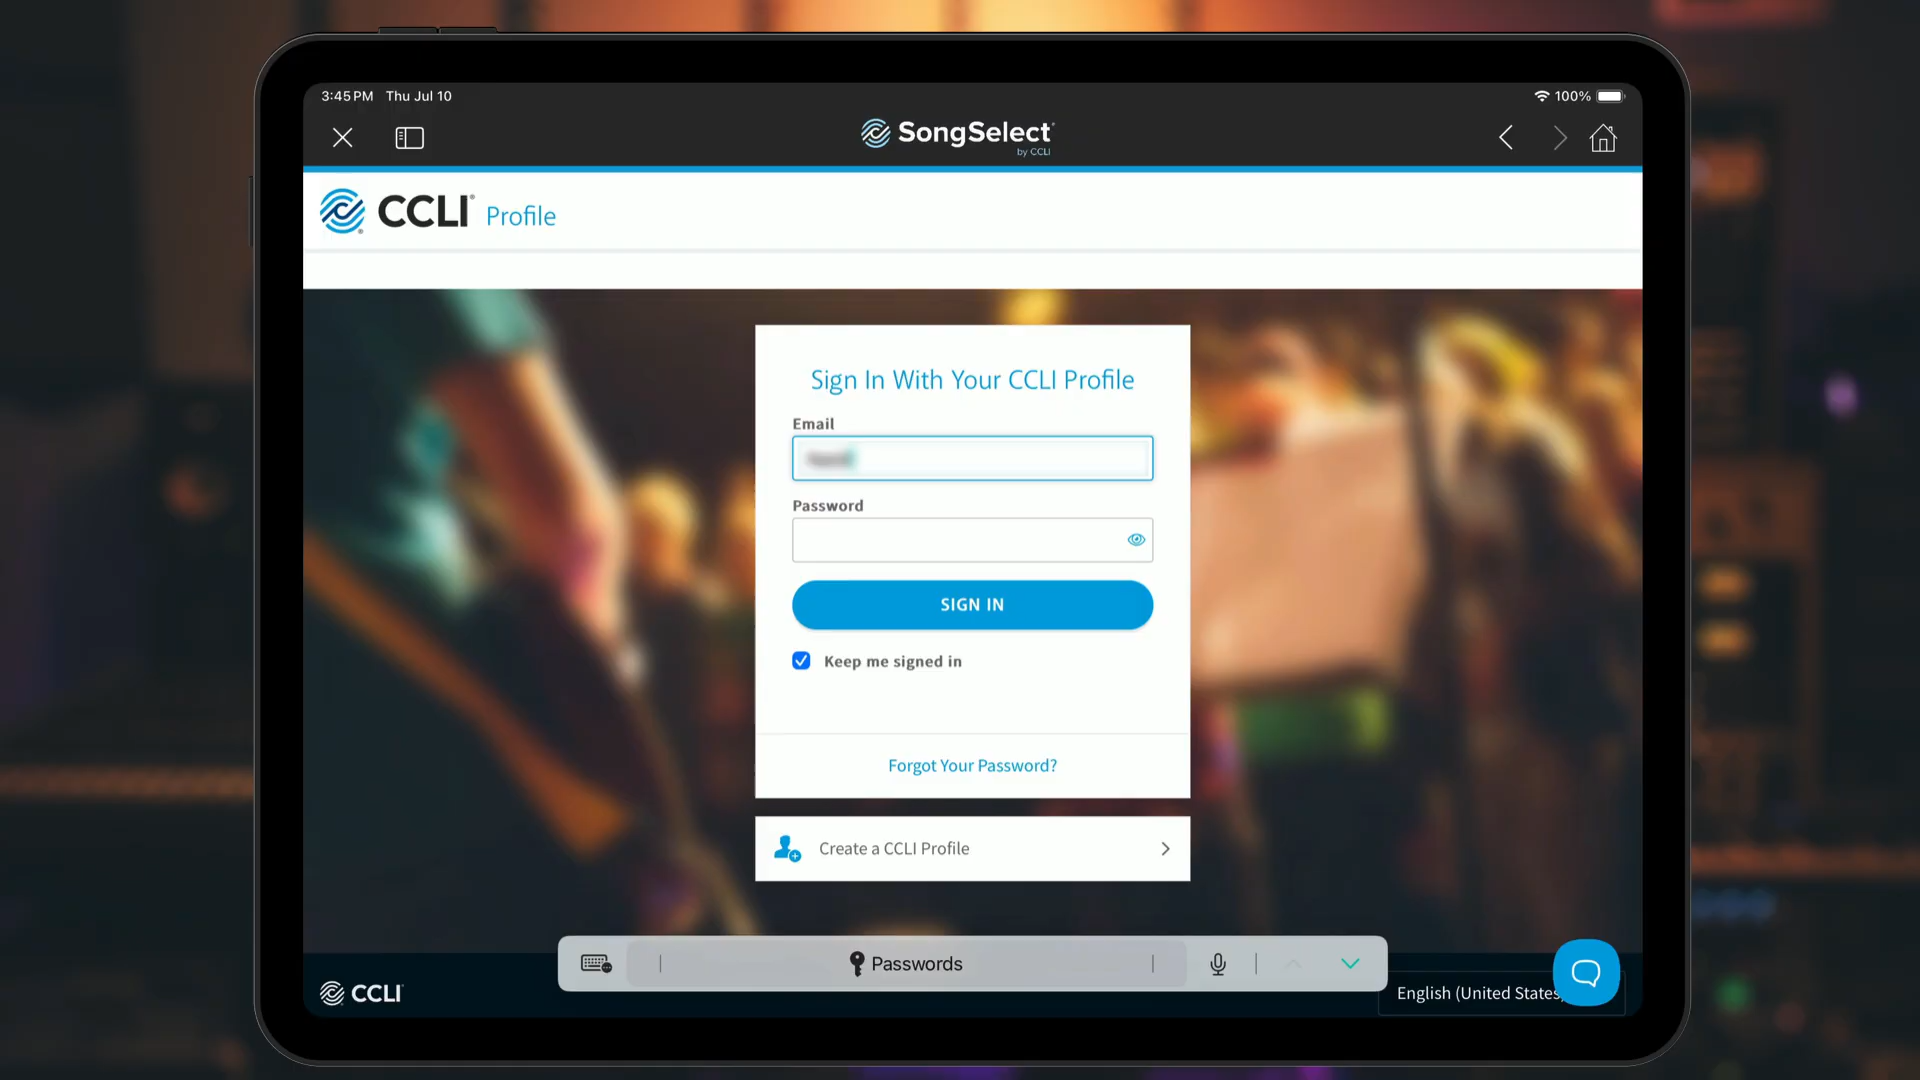 3:45 PM Thu Jul 10
100%
SongSelect
by CCLI
CCLI Profile
Sign In With Your CCLI Profile
Email
Password
SIGN IN
Keep me signed in
Forgot Your Password?
Create a CCLI Profile
Passwords
CCLI
English (United States)